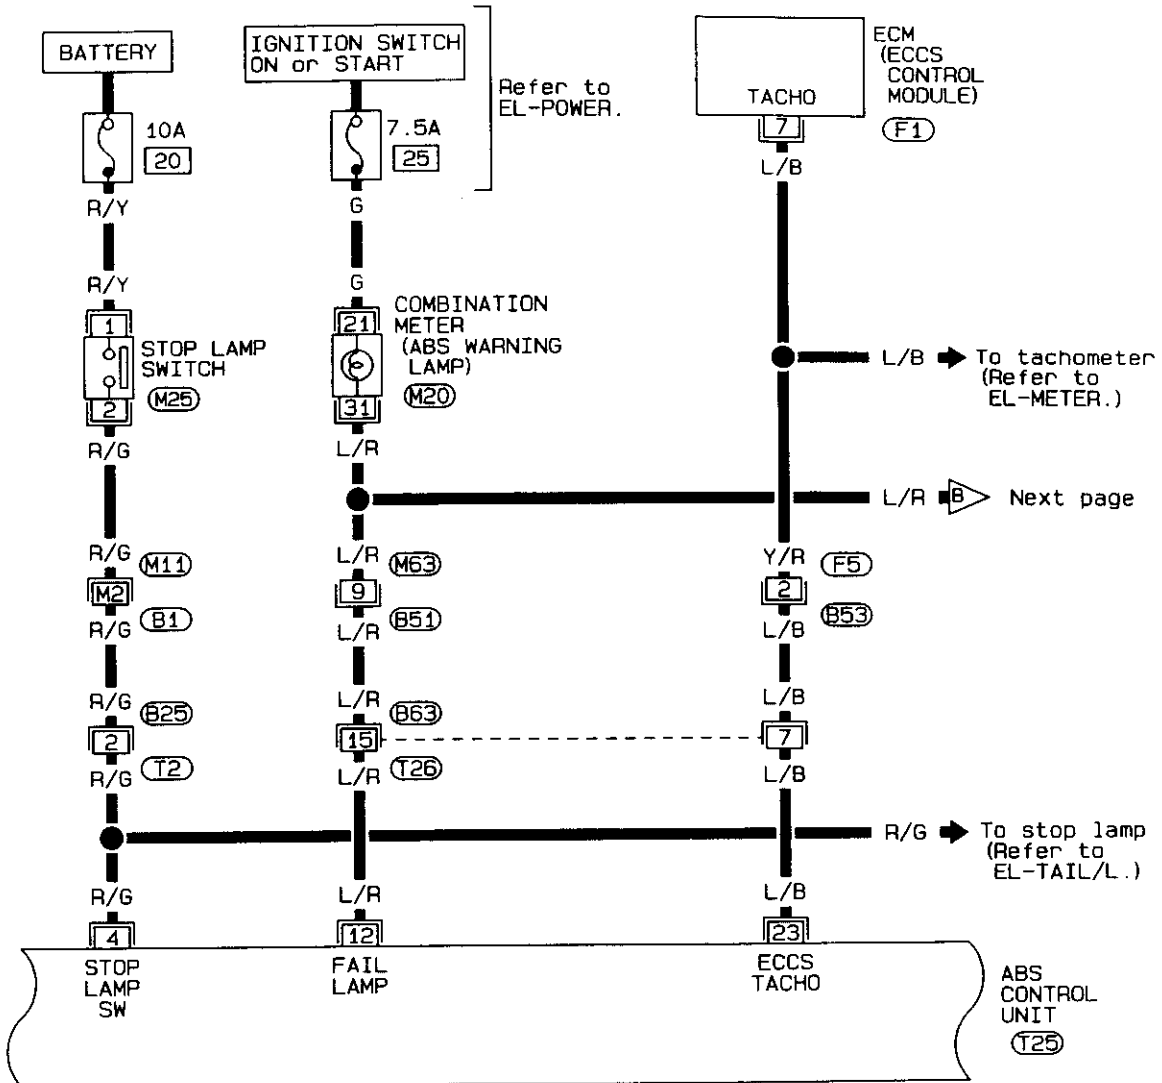 BATTERY
IGNITION SWITCH
ON or START
Refer to
EL-POWER.
10A
20
7.5A
25
TACHO
7
ECM
(ECCS
CONTROL
MODULE)
F1
R/Y
G
L/B
R/Y
G
1
STOP LAMP
SWITCH
M25
2
21
COMBINATION
METER
(ABS WARNING
LAMP)
M20
31
L/B
To tachometer
(Refer to
EL-METER.)
R/G
L/R
L/R
B
Next page
R/G
M11
M2
B1
R/G
L/R
M63
9
B51
L/R
Y/R
F5
2
B53
L/B
R/G
B25
2
T2
R/G
L/R
B63
15
T26
L/R
L/B
7
L/B
R/G
To stop lamp
(Refer to
EL-TAIL/L.)
R/G
L/R
L/B
4
12
23
STOP
LAMP
SW
FAIL
LAMP
ECCS
TACHO
ABS
CONTROL
UNIT
T25